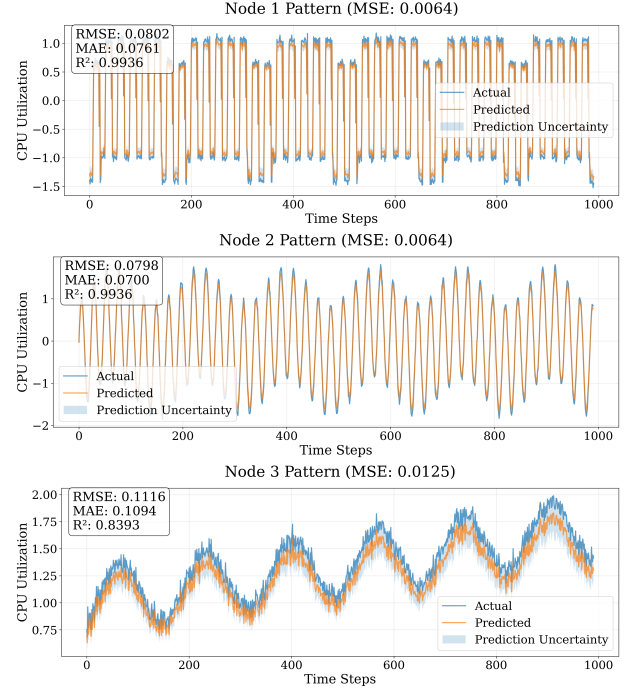 Node 1 Pattern (MSE: 0.0064)
RMSE: 0.0802
MAE: 0.0761
R²: 0.9936
1.0
0.5
0.0
−0.5
−1.0
−1.5
CPU Utilization
Actual
Predicted
Prediction Uncertainty
0 200 400 600 800 1000
Time Steps
Node 2 Pattern (MSE: 0.0064)
RMSE: 0.0798
MAE: 0.0700
R²: 0.9936
1
0
−1
−2
CPU Utilization
Actual
Predicted
Prediction Uncertainty
0 200 400 600 800 1000
Time Steps
Node 3 Pattern (MSE: 0.0125)
RMSE: 0.1116
MAE: 0.1094
R²: 0.8393
2.00
1.75
1.50
1.25
1.00
0.75
CPU Utilization
Actual
Predicted
Prediction Uncertainty
0 200 400 600 800 1000
Time Steps